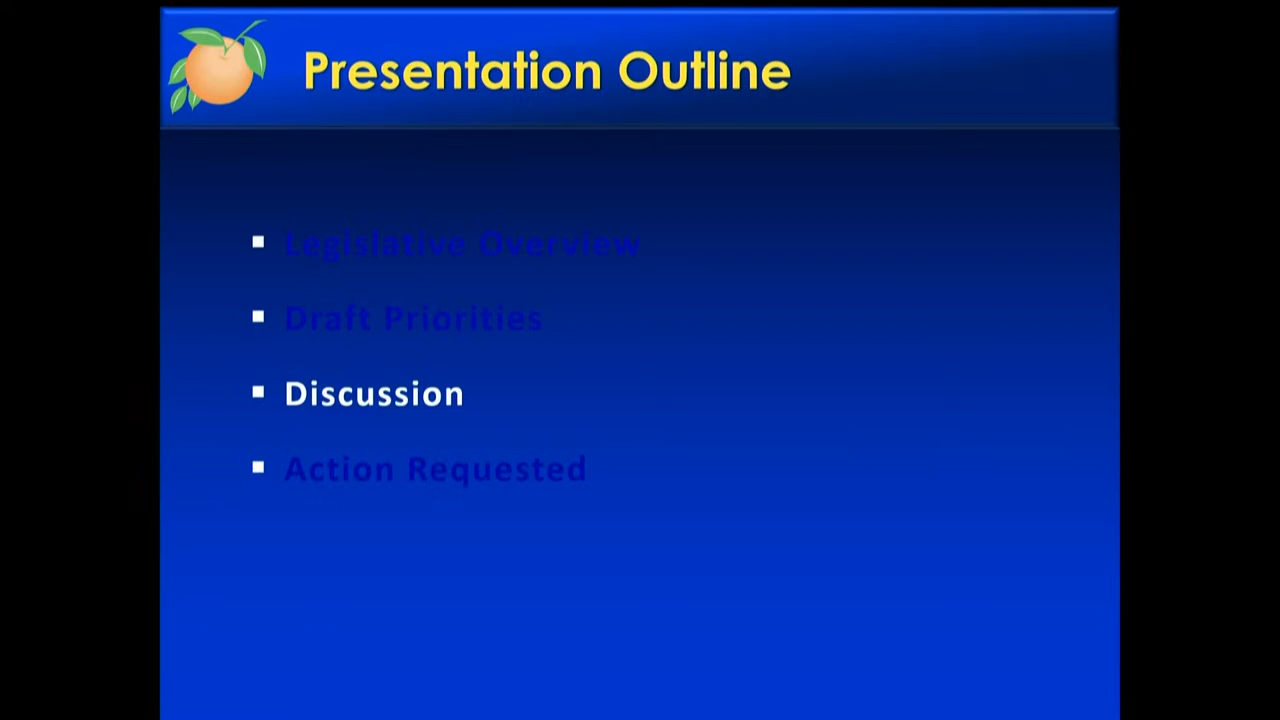 Presentation Outline
Legislative Overview
Draft Priorities
Discussion
Action Requested